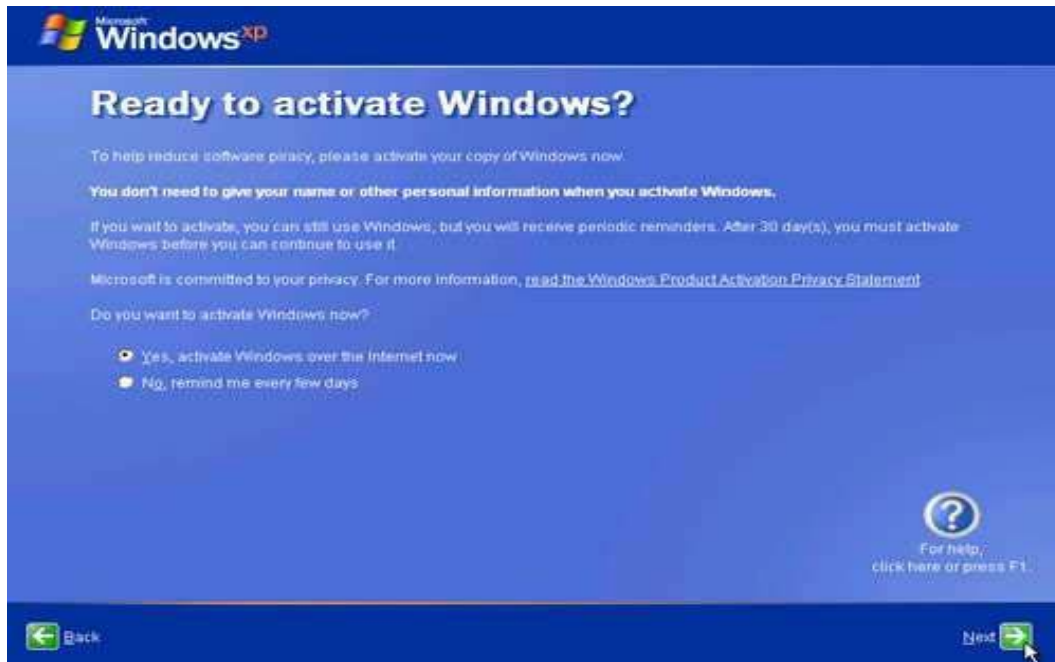 Microsoft
Windows xp
Ready to activate Windows?
To help reduce software piracy, please activate your copy of Windows now.
You don't need to give your name or other personal information when you activate Windows.
If you wait to activate, you can still use Windows, but you will receive periodic reminders. After 30 day(s), you must activate
Windows before you can continue to use it.
Microsoft is committed to your privacy. For more information, read the Windows Product Activation Privacy Statement.
Do you want to activate Windows now?
Yes, activate Windows over the Internet now
No, remind me every few days
For help,
click here or press F1.
Back
Next